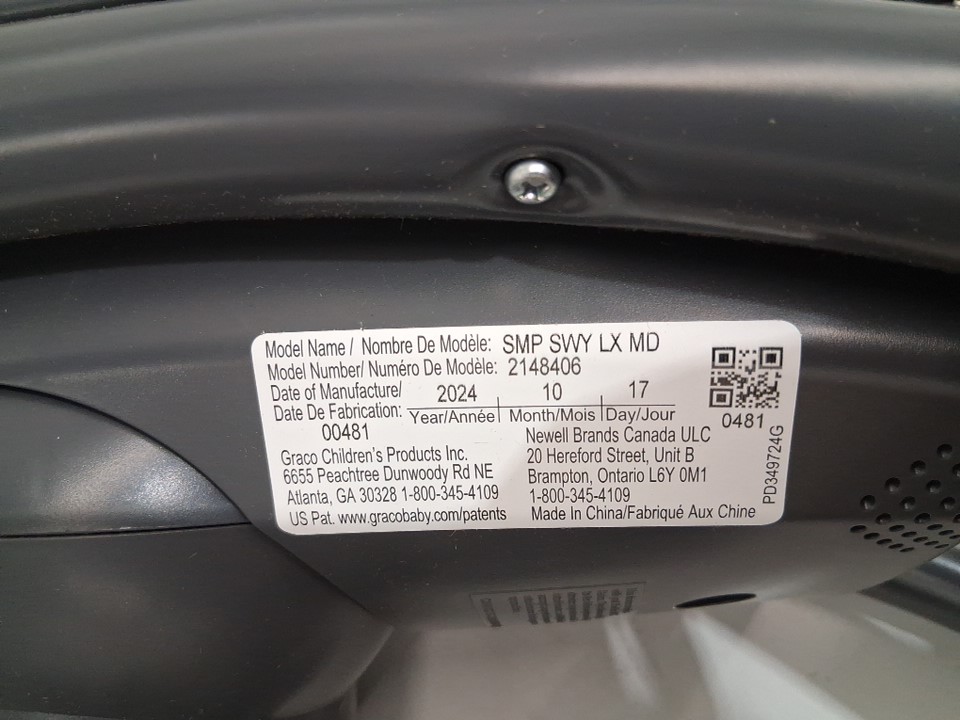 Model Name / Nombre De Modèle: SMP SWY LX MD
Model Number/ Numéro De Modèle: 2148406
Date of Manufacture/ 2024 10 17
Date De Fabrication: Year/Année Month/Mois Day/Jour
0481
00481
Graco Children's Products Inc.
6655 Peachtree Dunwoody Rd NE
Atlanta, GA 30328 1-800-345-4109
US Pat. www.gracobaby.com/patents
Newell Brands Canada ULC
20 Hereford Street, Unit B
Brampton, Ontario L6Y 0M1
1-800-345-4109
Made In China/Fabriqué Aux Chine
PD349724G